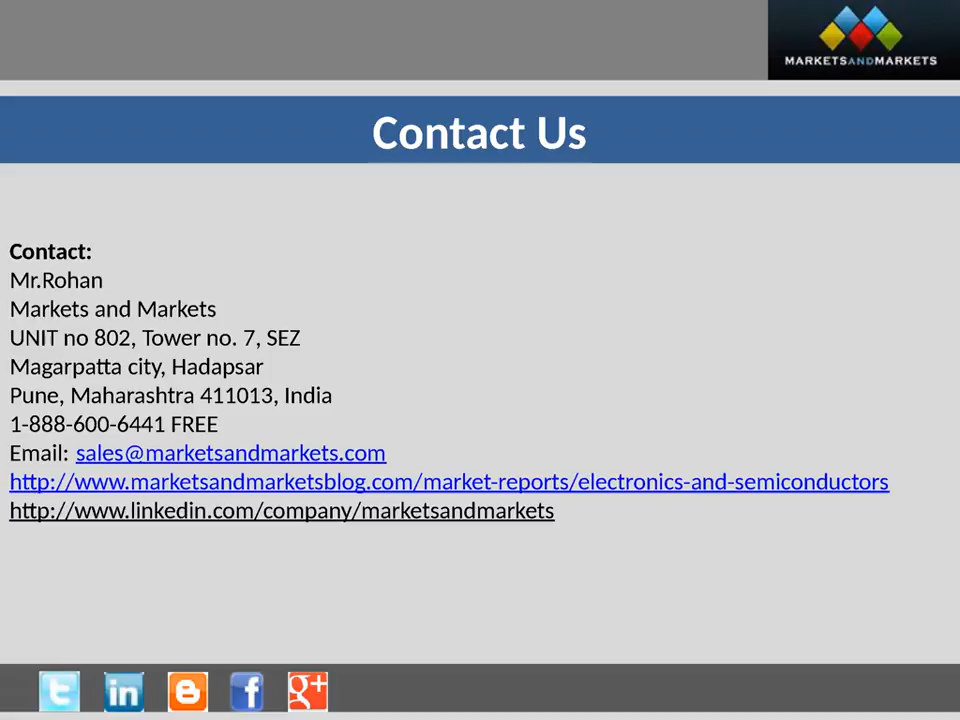 MARKETSANDMARKETS
Contact Us
Contact:
Mr.Rohan
Markets and Markets
UNIT no 802, Tower no. 7, SEZ
Magarpatta city, Hadapsar
Pune, Maharashtra 411013, India
1-888-600-6441 FREE
Email: sales@marketsandmarkets.com
http://www.marketsandmarketsblog.com/market-reports/electronics-and-semiconductors
http://www.linkedin.com/company/marketsandmarkets
t in B f g+